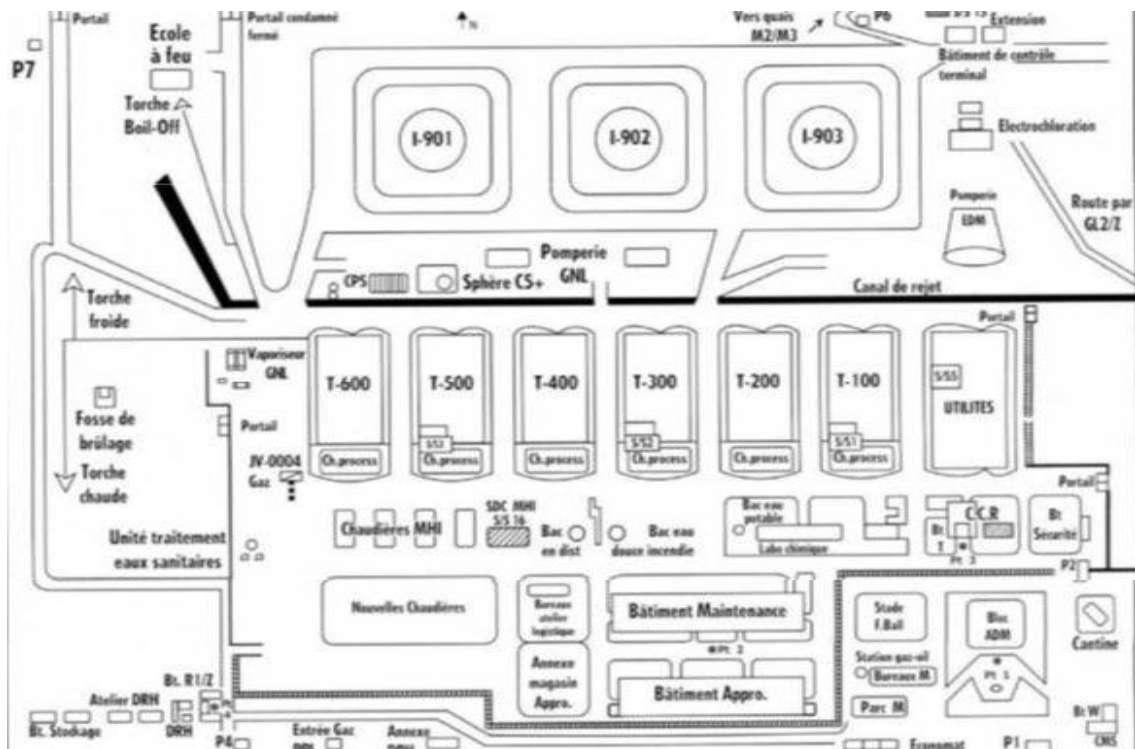 Portail
Portail condamné
fermé
N
Vers quais
M2/M3
P6
Extension
Ecole
à feu
P7
Bâtiment de contrôle
terminal
Torche
Boil-Off
I-901
I-902
I-903
Electrochloration
Pomperie
EDM
Route par
GL2/Z
Pomperie
GNL
CPS
Sphère C5+
Canal de rejet
Torche
froide
Portail
Vaporiseur
GNL
T-600
T-500
T-400
T-300
T-200
T-100
S/S5
UTILITES
Fosse de
brûlage
Portail
S/S3
S/S2
S/S1
Ch.process
Ch.process
Ch.process
Ch.process
Ch.process
Ch.process
JV-0004
Gaz
Torche
chaude
Portail
SDC MHI
S/S 16
Chaudières MHI
Bac
en dist
Bac eau
douce incendie
Bac eau
potable
Labo chimique
C.C.R
Bt
T
Pt 3
Bt
Sécurité
Unité traitement
eaux sanitaires
P2
Nouvelles Chaudières
Bureaux
atelier
logistique
Bâtiment Maintenance
Pt 2
Stade
F.Ball
Bloc
ADM
Cantine
Station gaz-oil
Bureaux M
Pt 1
Annexe
magasin
Appro.
Bâtiment Appro.
Parc M
Bt. R1/Z
Atelier DRH
Pt
4
Bt. Stockage
DRH
Bt W
CMS
P4
Entrée Gaz
Annexe
Economat
P1